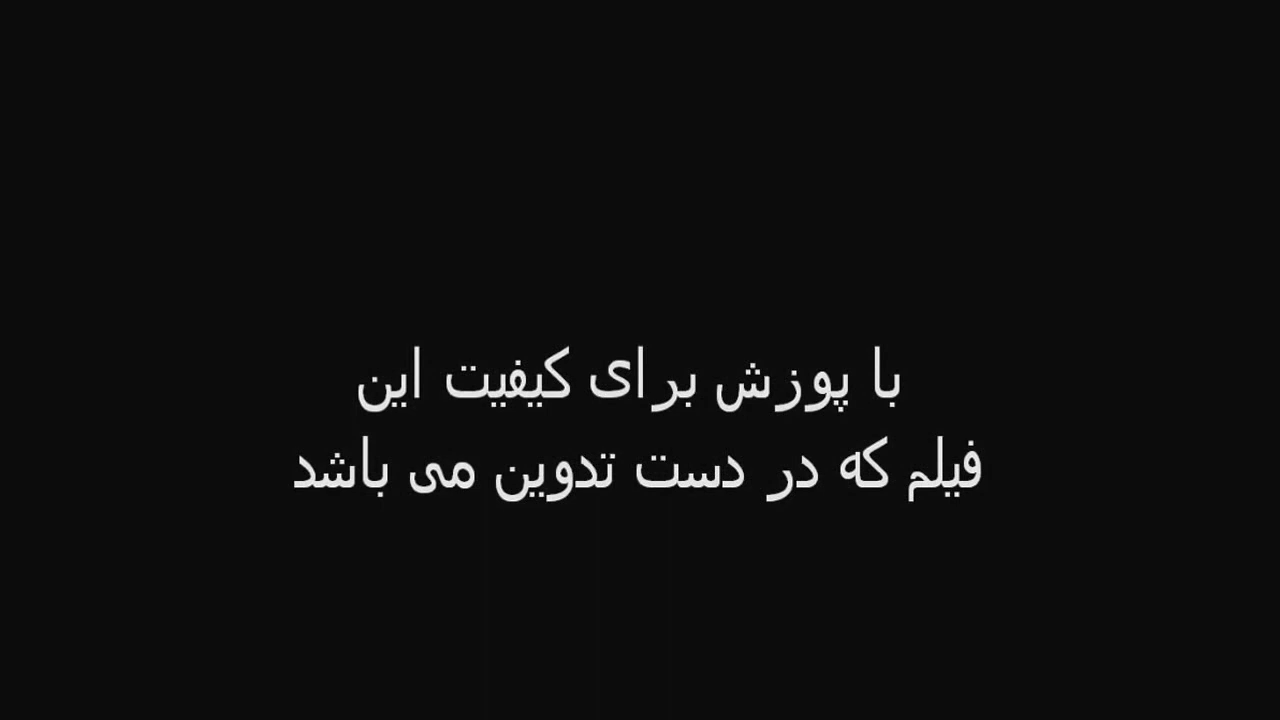 با پوزش برای کیفیت این
فیلم که در دست تدوین می باشد